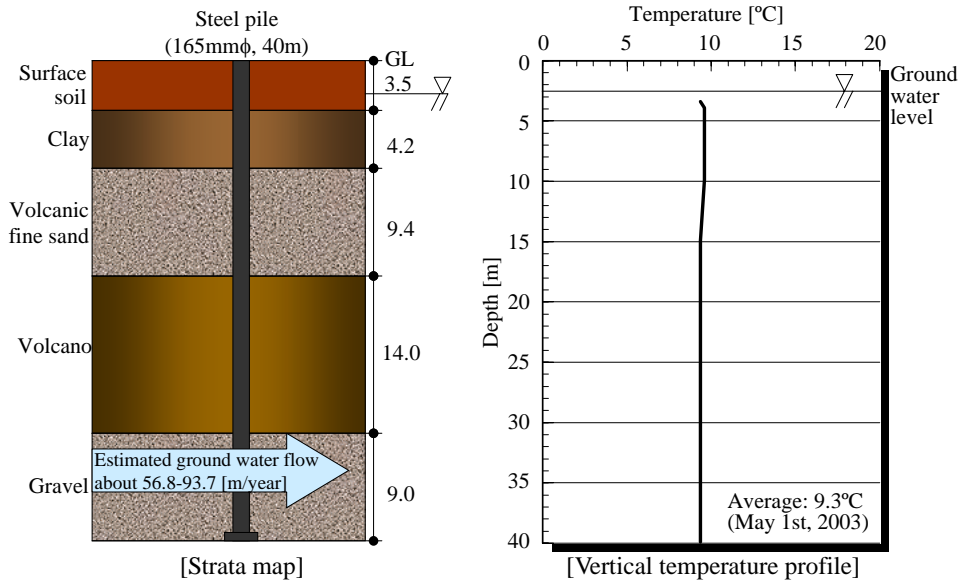 Steel pile
(165mmϕ, 40m)
GL
Surface
soil
3.5
Clay
4.2
Volcanic
fine sand
9.4
Volcano
14.0
Estimated ground water flow
about 56.8-93.7 [m/year]
Gravel
9.0
[Strata map]
Temperature [ºC]
0 5 10 15 20
Ground
water
level
Depth [m]
0
5
10
15
20
25
30
35
40
Average: 9.3ºC
(May 1st, 2003)
[Vertical temperature profile]